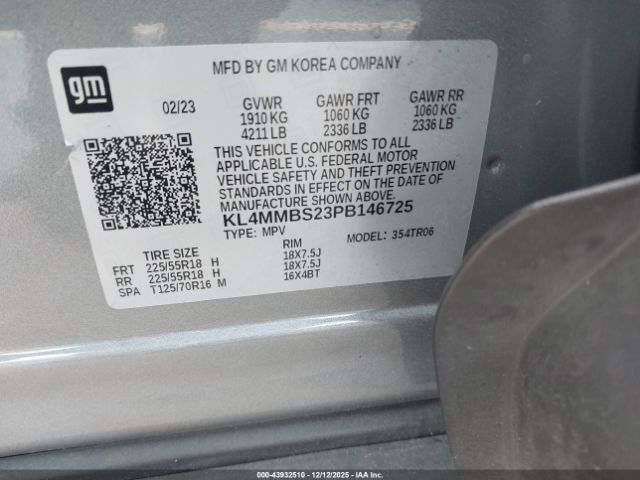 gm
MFD BY GM KOREA COMPANY
02/23 GVWR GAWR FRT GAWR RR
1910 KG 1060 KG 1060 KG
4211 LB 2336 LB 2336 LB
THIS VEHICLE CONFORMS TO ALL
APPLICABLE U.S. FEDERAL MOTOR
VEHICLE SAFETY AND THEFT PREVENTION
STANDARDS IN EFFECT ON THE DATE OF
MANUFACTURE SHOWN ABOVE.
KL4MMBS23PB146725
TYPE: MPV MODEL: 354TR06
TIRE SIZE RIM
FRT 225/55R18 H 18X7.5J
RR 225/55R18 H 18X7.5J
SPA T125/70R16 M 16X4BT
© - 43932510 - 12/12/2025 - IAAI.COM